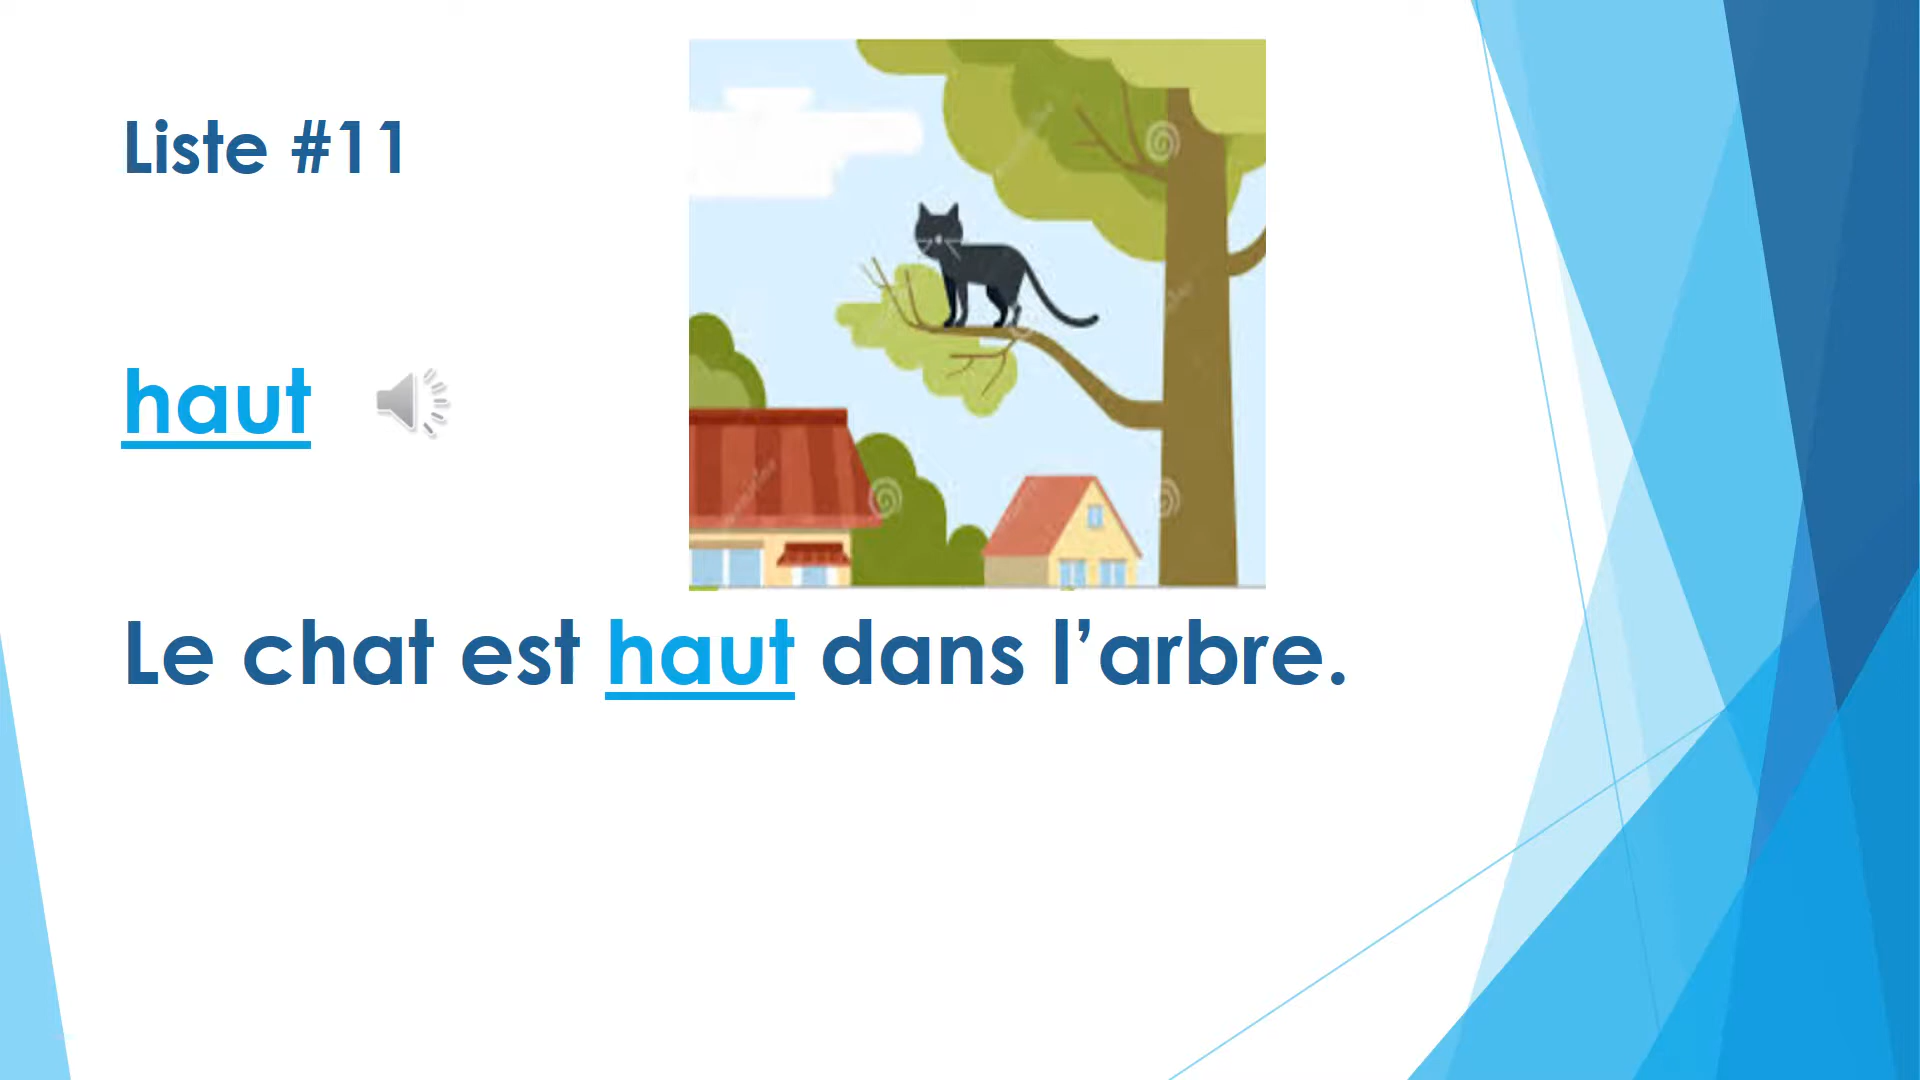 Liste #11
haut
Le chat est haut dans l’arbre.